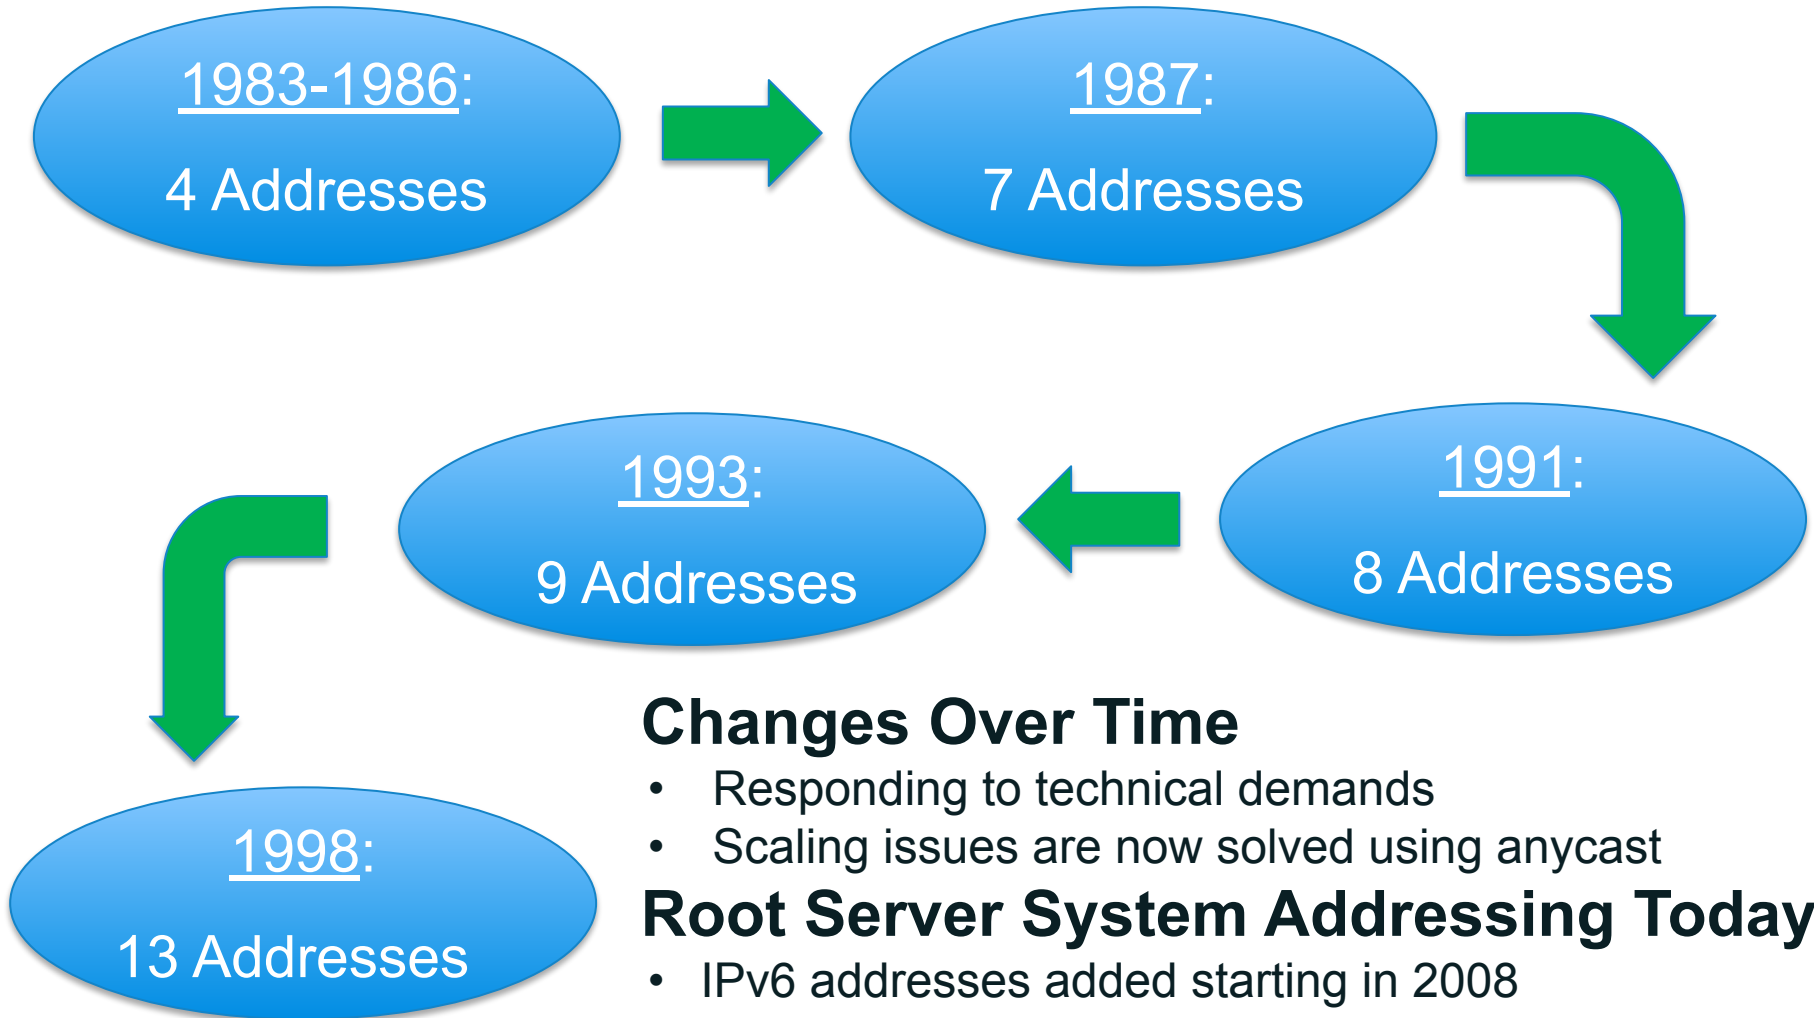 1983-1986:
4 Addresses
1987:
7 Addresses
1991:
8 Addresses
1993:
9 Addresses
1998:
13 Addresses
Changes Over Time
• Responding to technical demands
• Scaling issues are now solved using anycast
Root Server System Addressing Today
• IPv6 addresses added starting in 2008